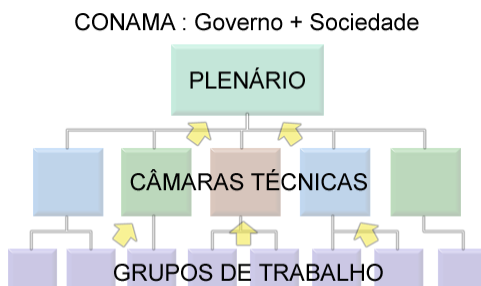 CONAMA : Governo + Sociedade
PLENÁRIO
CÂMARAS TÉCNICAS
GRUPOS DE TRABALHO